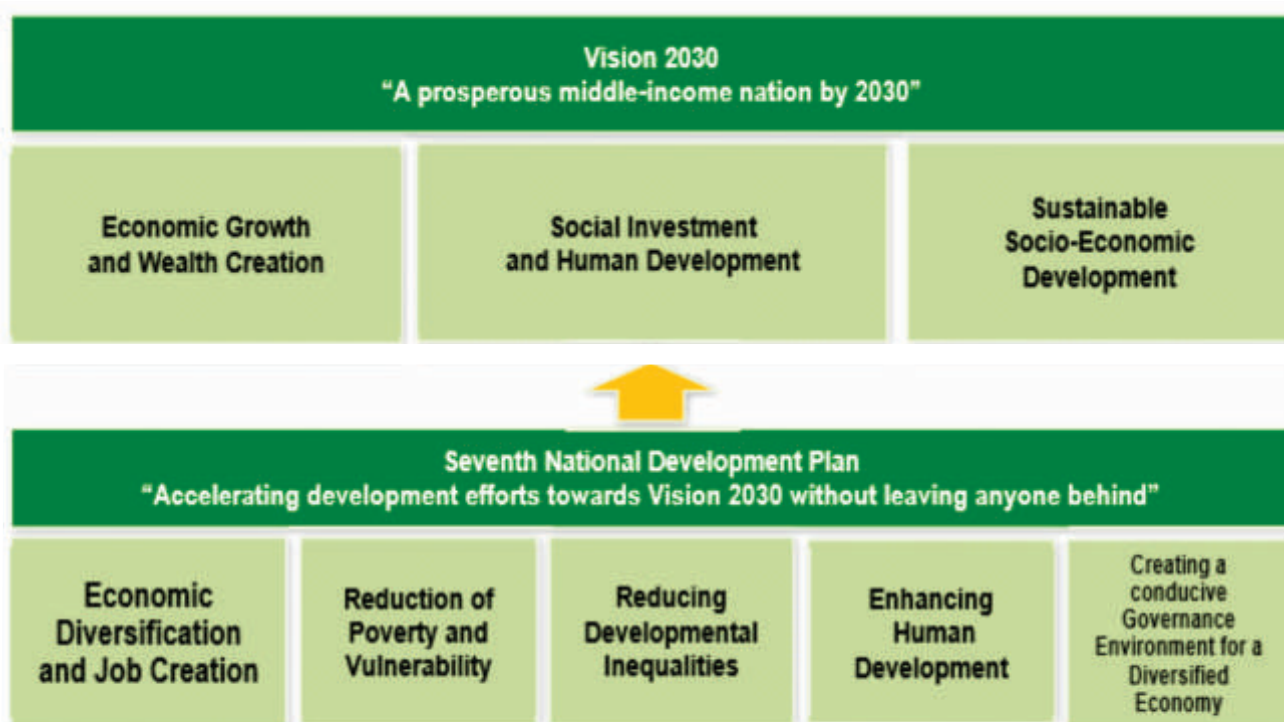 Vision 2030
“A prosperous middle-income nation by 2030”
Economic Growth
and Wealth Creation
Social Investment
and Human Development
Sustainable
Socio-Economic
Development
Seventh National Development Plan
“Accelerating development efforts towards Vision 2030 without leaving anyone behind”
Economic
Diversification
and Job Creation
Reduction of
Poverty and
Vulnerability
Reducing
Developmental
Inequalities
Enhancing
Human
Development
Creating a
conducive
Governance
Environment for a
Diversified
Economy